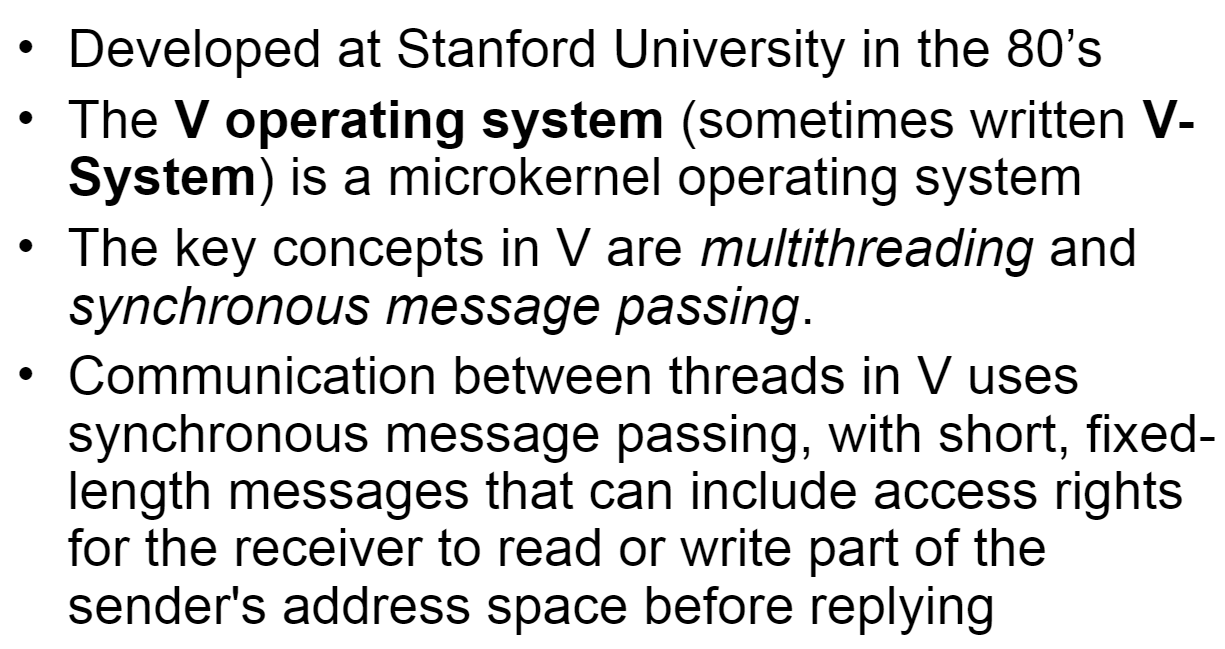 • Developed at Stanford University in the 80’s
• The V operating system (sometimes written V-
System) is a microkernel operating system
• The key concepts in V are multithreading and
synchronous message passing.
• Communication between threads in V uses
synchronous message passing, with short, fixed-
length messages that can include access rights
for the receiver to read or write part of the
sender's address space before replying